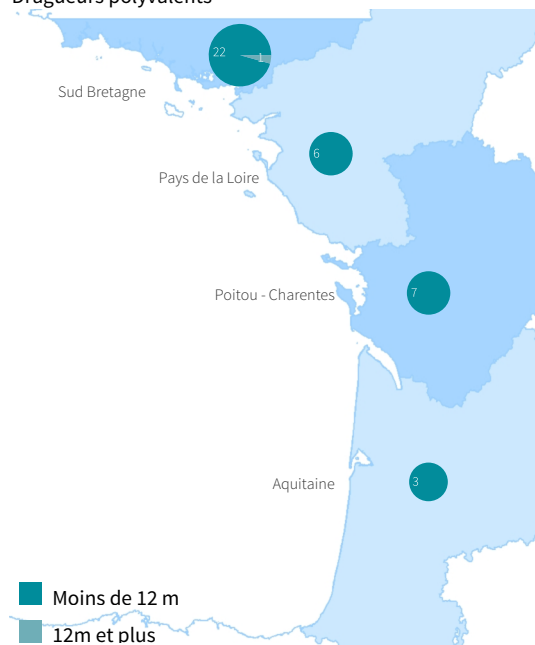 Dragueurs polyvalents
22
1
Sud Bretagne
6
Pays de la Loire
7
Poitou - Charentes
3
Aquitaine
Moins de 12 m
12m et plus